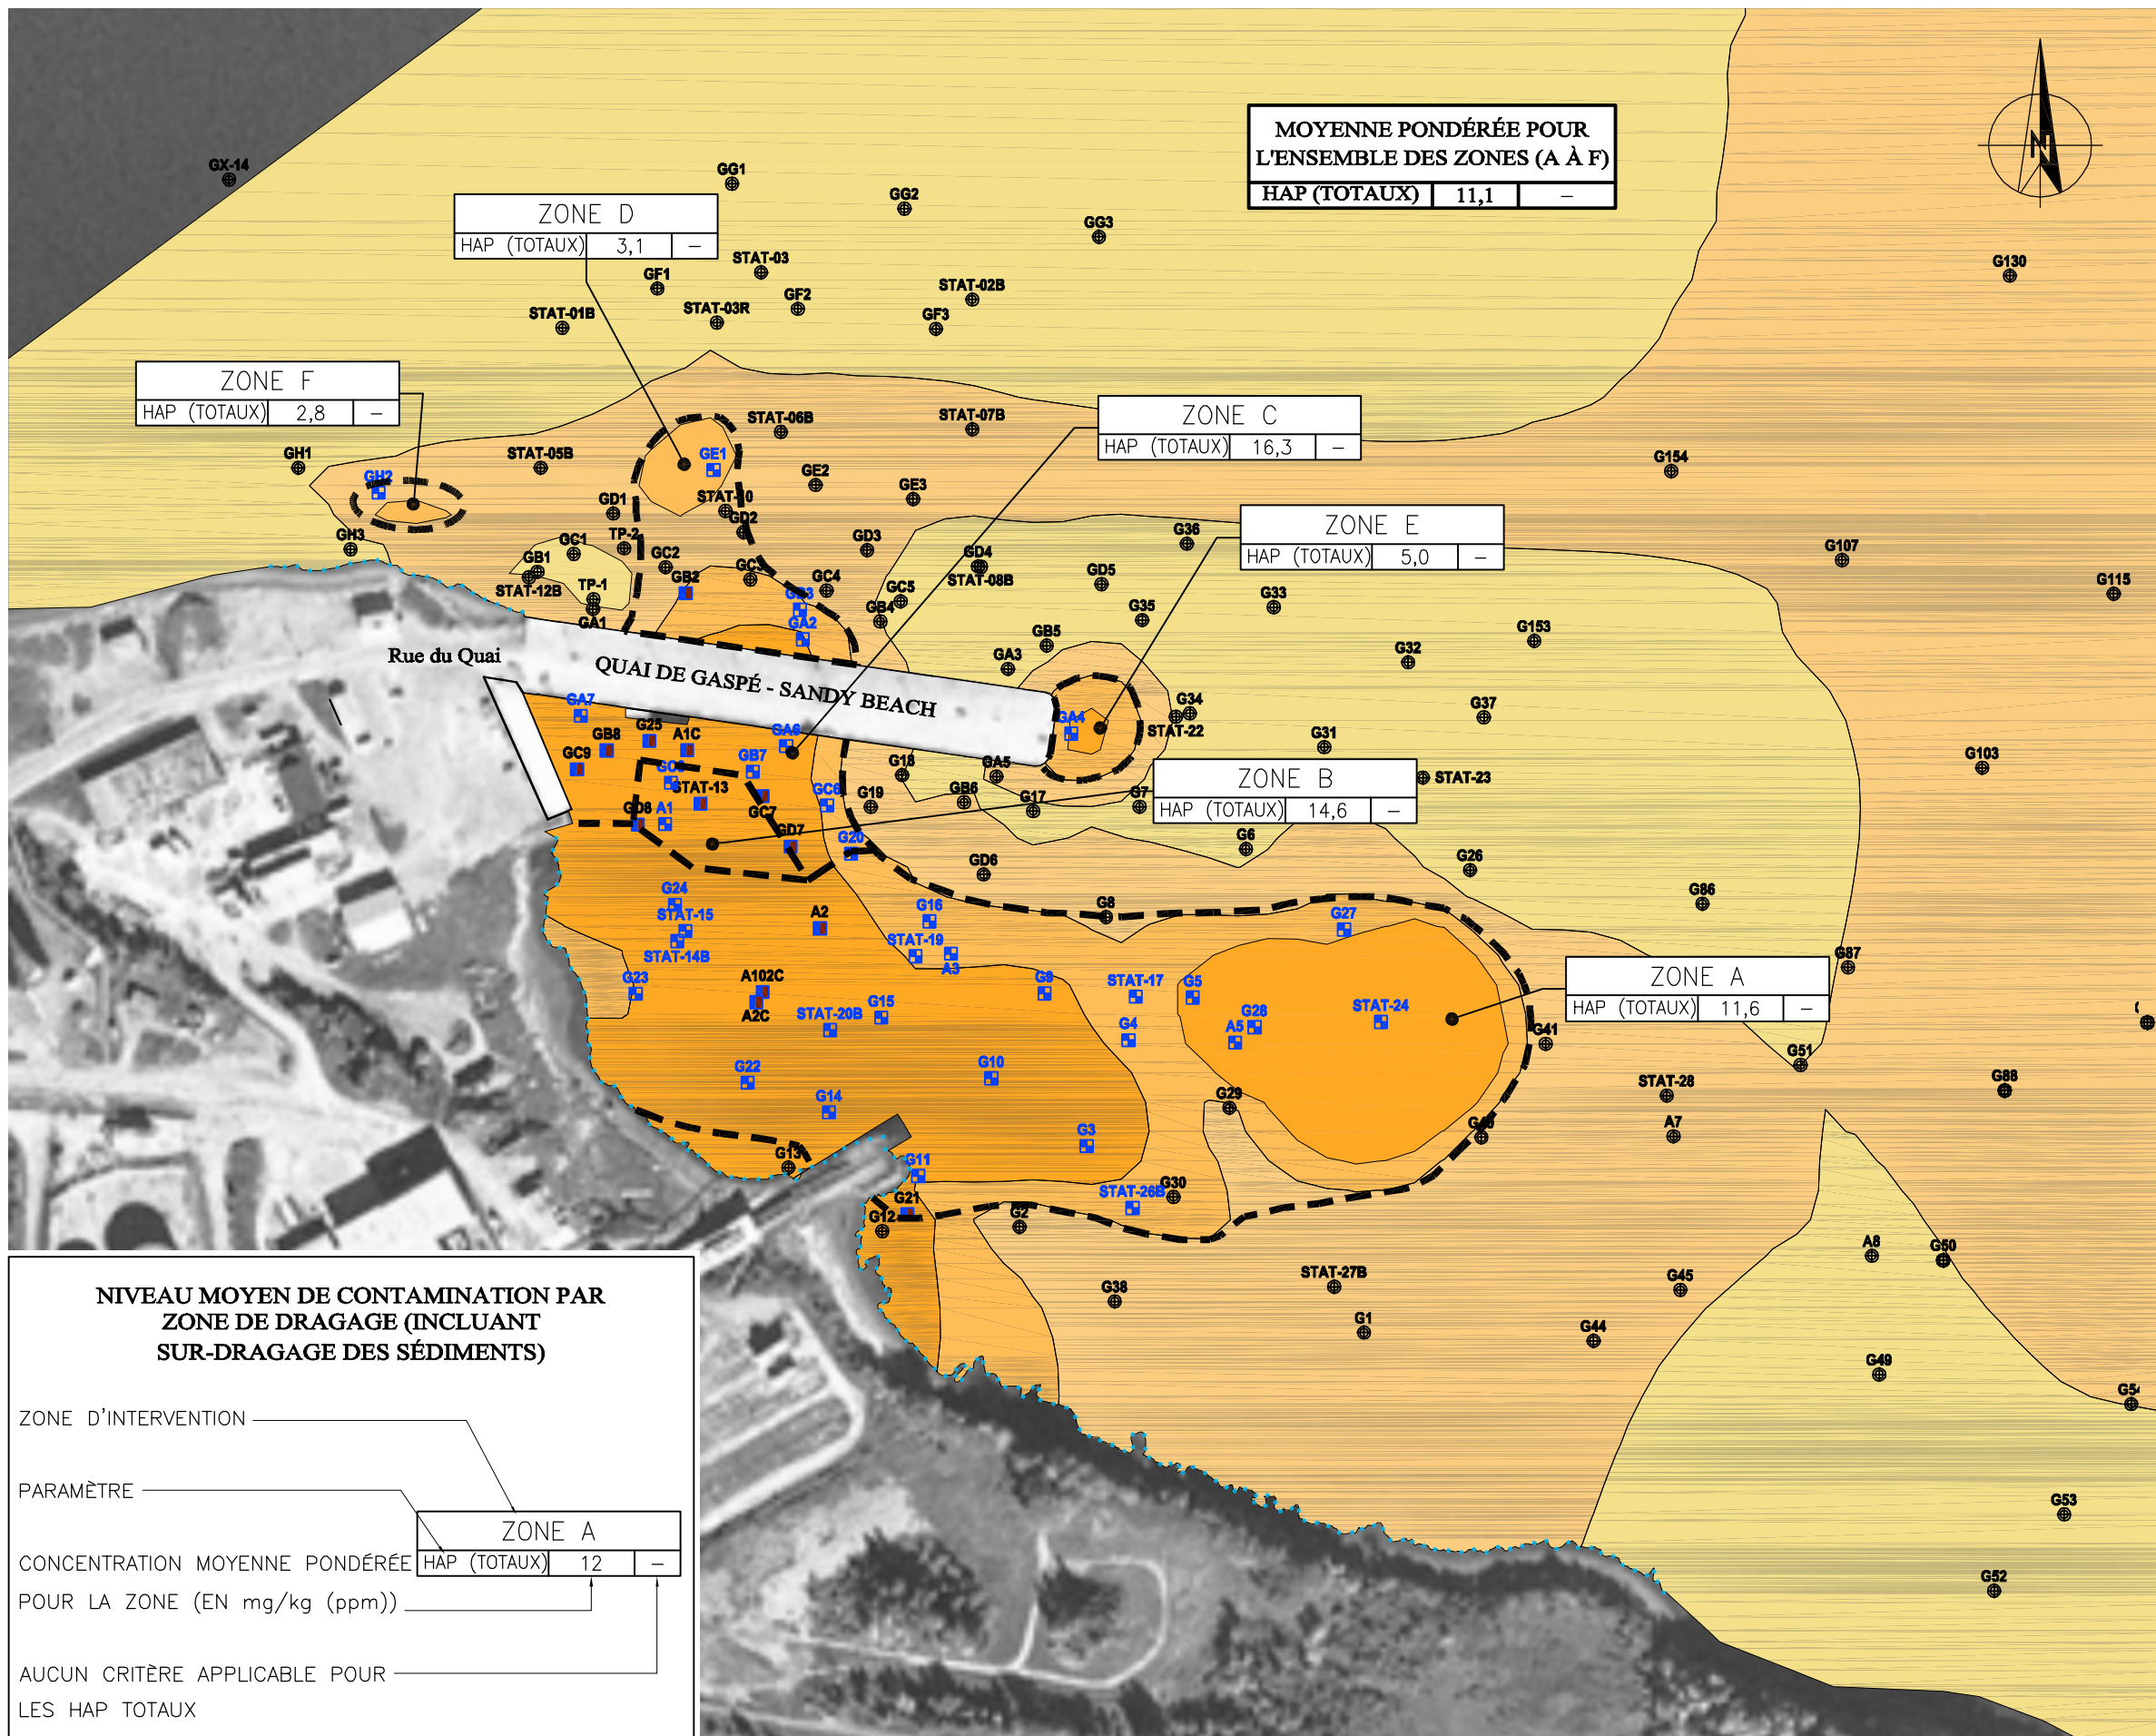 MOYENNE PONDÉRÉE POUR
L'ENSEMBLE DES ZONES (A À F)
HAP (TOTAUX) 11,1 –
N
GX-14
GG1
GG2
GG3
ZONE D
HAP (TOTAUX) 3,1 –
STAT-03
GF1
STAT-02B
GF2
STAT-03R
STAT-01B
GF3
G130
ZONE F
HAP (TOTAUX) 2,8 –
ZONE C
HAP (TOTAUX) 16,3 –
STAT-06B
STAT-07B
GH1
STAT-05B
GE1
G154
GH2
GE2
GE3
GD1
STAT-10
GD2
ZONE E
HAP (TOTAUX) 5,0 –
GH3
GB1
GC1
TP-2
GC2
GC3
GD3
GD4
STAT-08B
G36
G107
STAT-12B
TP-1
GB2
GC4
GC5
GD5
G33
G115
GA1
GB3
GB4
G35
GA2
GB5
G32
G153
GA3
Rue du Quai
QUAI DE GASPÉ - SANDY BEACH
GA7
G25
A1C
GA6
GA4
G34
STAT-22
G37
G31
GB8
GC9
GB7
G18
GA5
G103
STAT-23
ZONE B
HAP (TOTAUX) 14,6 –
STAT-13
GC6
G19
GB6
G17
G7
GD8
A1
GC7
GD7
G20
G6
GD6
G26
G24
STAT-15
STAT-14B
A2
G16
G8
G27
G86
STAT-19
A3
G87
ZONE A
HAP (TOTAUX) 11,6 –
G23
A102C
A2C
G15
STAT-20B
G9
STAT-17
G5
G4
A5
G28
STAT-24
G41
G51
G22
G10
G14
G29
STAT-28
G88
A7
G3
G13
G11
G21
G12
STAT-26B
G30
G2
A8
G50
G38
STAT-27B
G45
G1
G44
G49
G53
G52
NIVEAU MOYEN DE CONTAMINATION PAR
ZONE DE DRAGAGE (INCLUANT
SUR-DRAGAGE DES SÉDIMENTS)
ZONE D'INTERVENTION
PARAMÈTRE
ZONE A
HAP (TOTAUX) 12 –
CONCENTRATION MOYENNE PONDÉRÉE
POUR LA ZONE (EN mg/kg (ppm))
AUCUN CRITÈRE APPLICABLE POUR
LES HAP TOTAUX